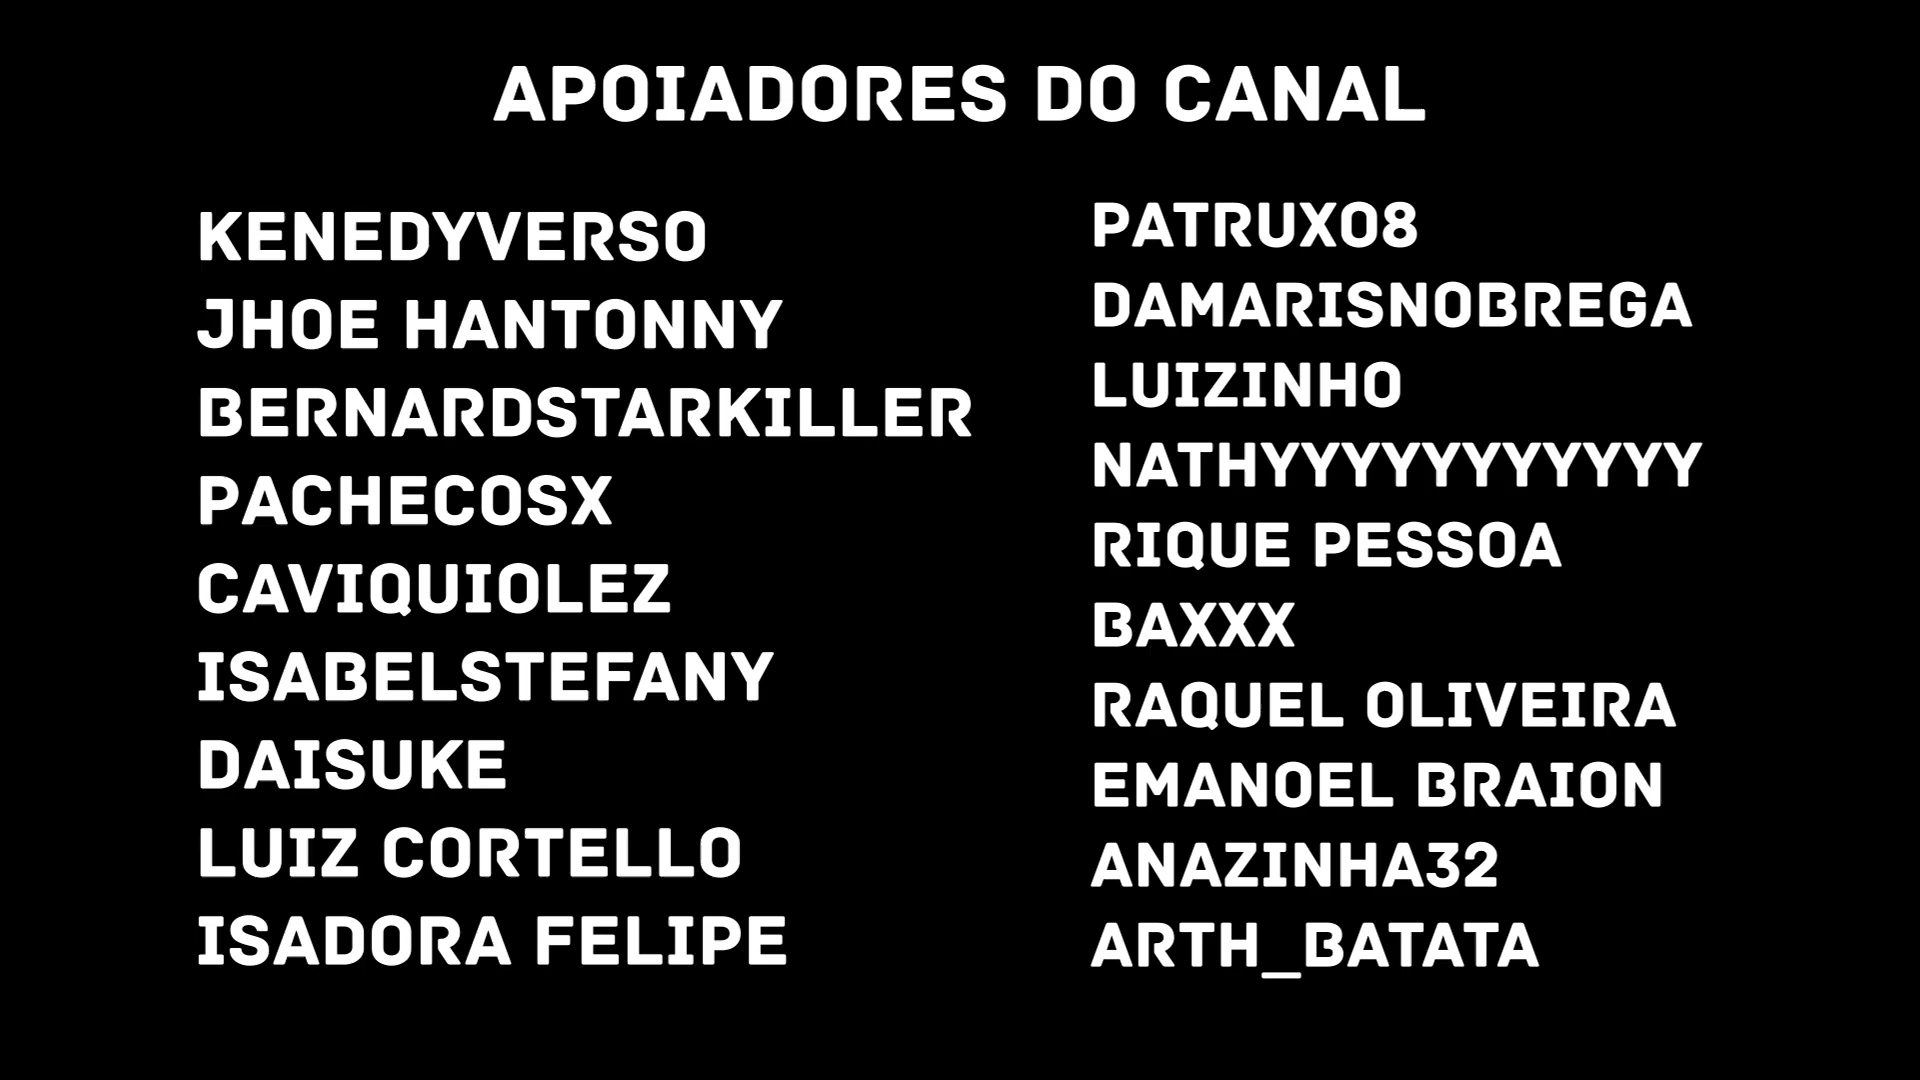 APOIADORES DO CANAL
KENEDYVERSO
JHOE HANTONNY
BERNARDSTARKILLER
PACHECOSX
CAVIQUIOLEZ
ISABELSTEFANY
DAISUKE
LUIZ CORTELLO
ISADORA FELIPE
PATRUX08
DAMARISNOBREGA
LUIZINHO
NATHYYYYYYYYYYY
RIQUE PESSOA
BAXXX
RAQUEL OLIVEIRA
EMANOEL BRAION
ANAZINHA32
ARTH_BATATA